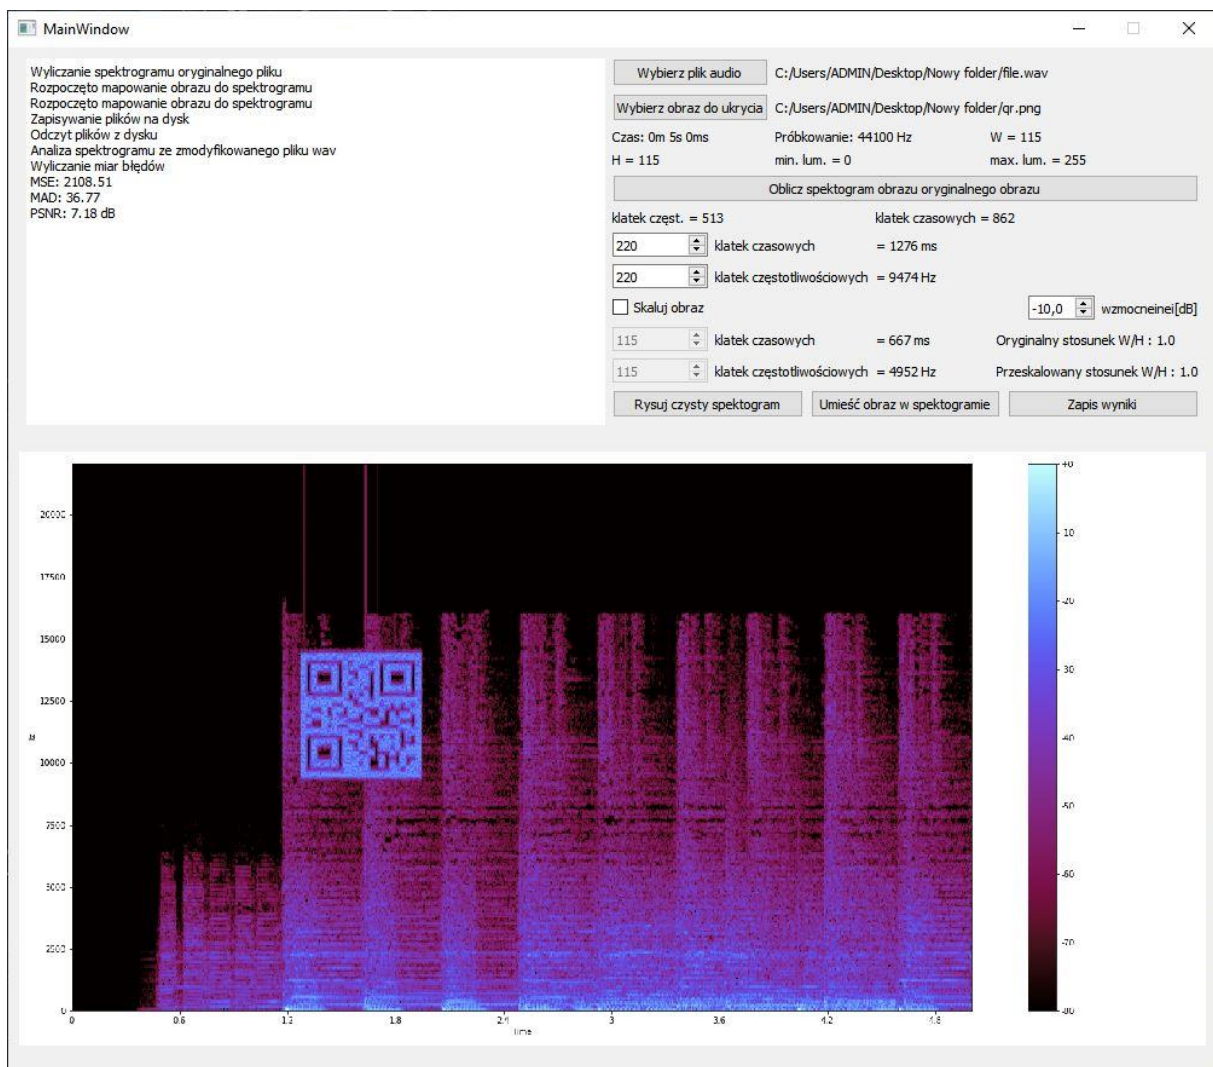 MainWindow
Wyliczanie spektrogramu oryginalnego pliku
Rozpoczęto mapowanie obrazu do spektrogramu
Rozpoczęto mapowanie obrazu do spektrogramu
Zapisywanie plików na dysk
Odczyt plików z dysku
Analiza spektrogramu ze zmodyfikowanego pliku wav
Wyliczanie miar błędów
MSE: 2108.51
MAD: 36.77
PSNR: 7.18 dB
Wybierz plik audio C:/Users/ADMIN/Desktop/Nowy folder/file.wav
Wybierz obraz do ukrycia C:/Users/ADMIN/Desktop/Nowy folder/qr.png
Czas: 0m 5s 0ms Próbkowanie: 44100 Hz W = 115
H = 115 min. lum. = 0 max. lum. = 255
Oblicz spektogram obrazu oryginalnego obrazu
klatek częst. = 513 klatek czasowych = 862
220 klatek czasowych = 1276 ms
220 klatek częstotliwościowych = 9474 Hz
Skaluj obraz -10,0 wzmocneinei[dB]
115 klatek czasowych = 667 ms Oryginalny stosunek W/H : 1.0
115 klatek częstotliwościowych = 4952 Hz Przeskalowany stosunek W/H : 1.0
Rysuj czysty spektogram Umieść obraz w spektogramie Zapis wyniki
20000
17500
15000
12500
10000
7500
5000
2500
0
0 0.6 1.2 1.8 2.4 3 3.6 4.2 4.8
Time
Hz
+0
-10
-20
-30
-40
-50
-60
-70
-80